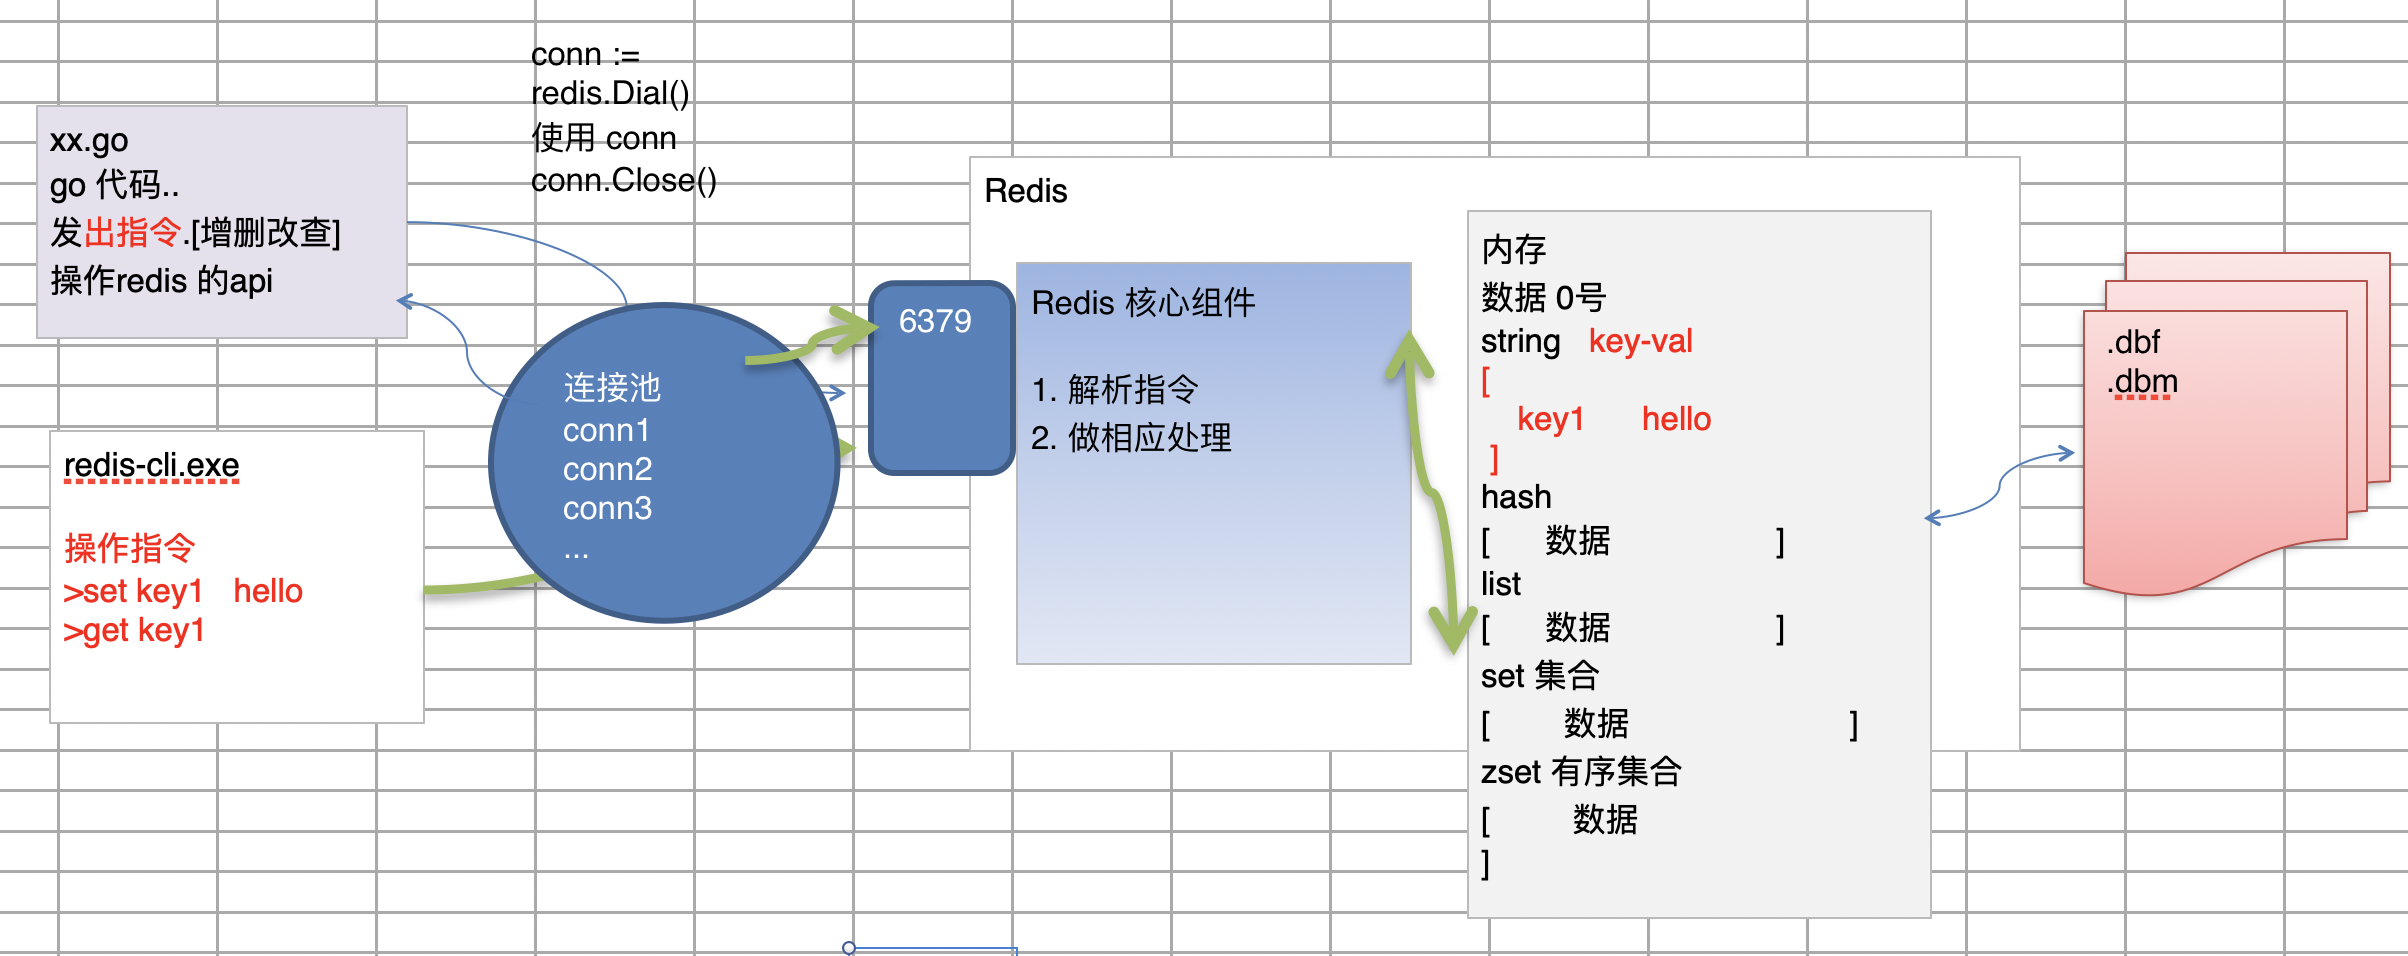 conn :=
redis.Dial()
使用 conn
conn.Close()
xx.go
go 代码..
发出指令.[增删改查]
操作redis 的api
redis-cli.exe
操作指令
>set key1 hello
>get key1
连接池
conn1
conn2
conn3
...
6379
Redis
Redis 核心组件
1. 解析指令
2. 做相应处理
内存
数据 0号
string key-val
[
key1 hello
]
hash
[ 数据 ]
list
[ 数据 ]
set 集合
[ 数据 ]
zset 有序集合
[ 数据
]
.dbf
.dbm